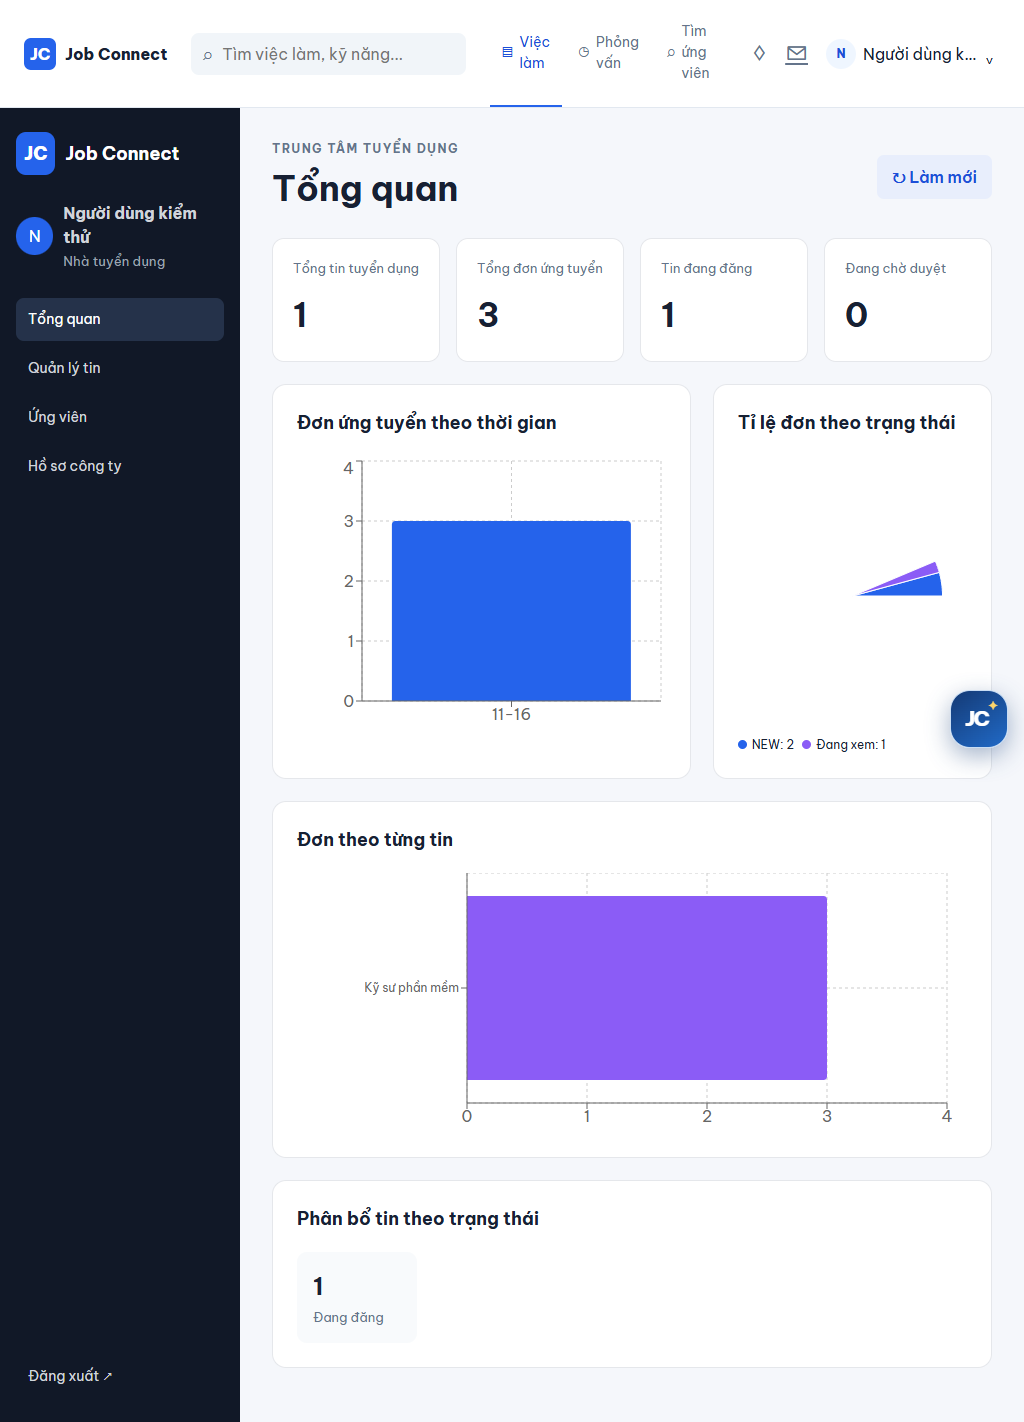 JC Job Connect
Tìm việc làm, kỹ năng...
Việc
làm
Phỏng
vấn
Tìm
ứng
viên
N Người dùng k...
JC Job Connect
N
Người dùng kiểm
thử
Nhà tuyển dụng
Tổng quan
Quản lý tin
Ứng viên
Hồ sơ công ty
Đăng xuất ↗
TRUNG TÂM TUYỂN DỤNG
Tổng quan
↻ Làm mới
Tổng tin tuyển dụng
1
Tổng đơn ứng tuyển
3
Tin đang đăng
1
Đang chờ duyệt
0
Đơn ứng tuyển theo thời gian
4
3
2
1
0
11-16
Tỉ lệ đơn theo trạng thái
NEW: 2 Đang xem: 1
JC
Đơn theo từng tin
Kỹ sư phần mềm
0 1 2 3 4
Phân bổ tin theo trạng thái
1
Đang đăng